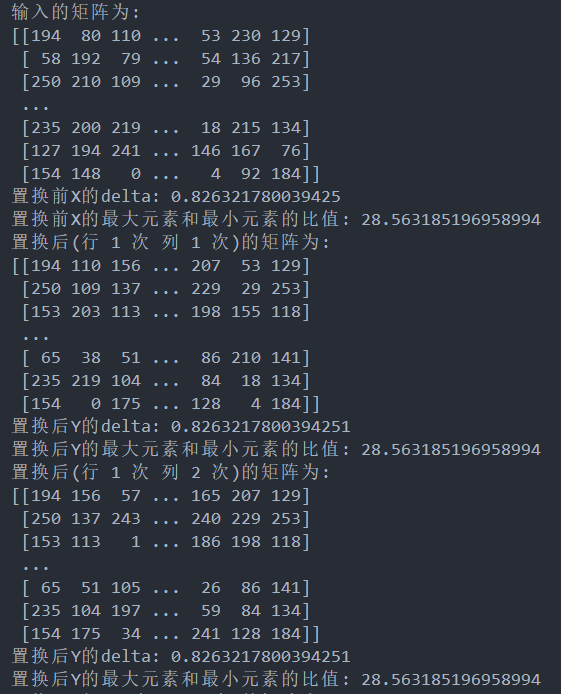 输入的矩阵为:
[[194  80 110 ...  53 230 129]
 [ 58 192  79 ...  54 136 217]
 [250 210 109 ...  29  96 253]
 ...
 [235 200 219 ...  18 215 134]
 [127 194 241 ... 146 167  76]
 [154 148   0 ...   4  92 184]]
置换前X的delta: 0.826321780039425
置换前X的最大元素和最小元素的比值: 28.563185196958994
置换后(行 1 次 列 1 次)的矩阵为:
[[194 110 156 ... 207  53 129]
 [250 109 137 ... 229  29 253]
 [153 203 113 ... 198 155 118]
 ...
 [ 65  38  51 ...  86 210 141]
 [235 219 104 ...  84  18 134]
 [154   0 175 ... 128   4 184]]
置换后Y的delta: 0.8263217800394251
置换后Y的最大元素和最小元素的比值: 28.563185196958994
置换后(行 1 次 列 2 次)的矩阵为:
[[194 156  57 ... 165 207 129]
 [250 137 243 ... 240 229 253]
 [153 113   1 ... 186 198 118]
 ...
 [ 65  51 105 ...  26  86 141]
 [235 104 197 ...  59  84 134]
 [154 175  34 ... 241 128 184]]
置换后Y的delta: 0.8263217800394251
置换后Y的最大元素和最小元素的比值: 28.563185196958994